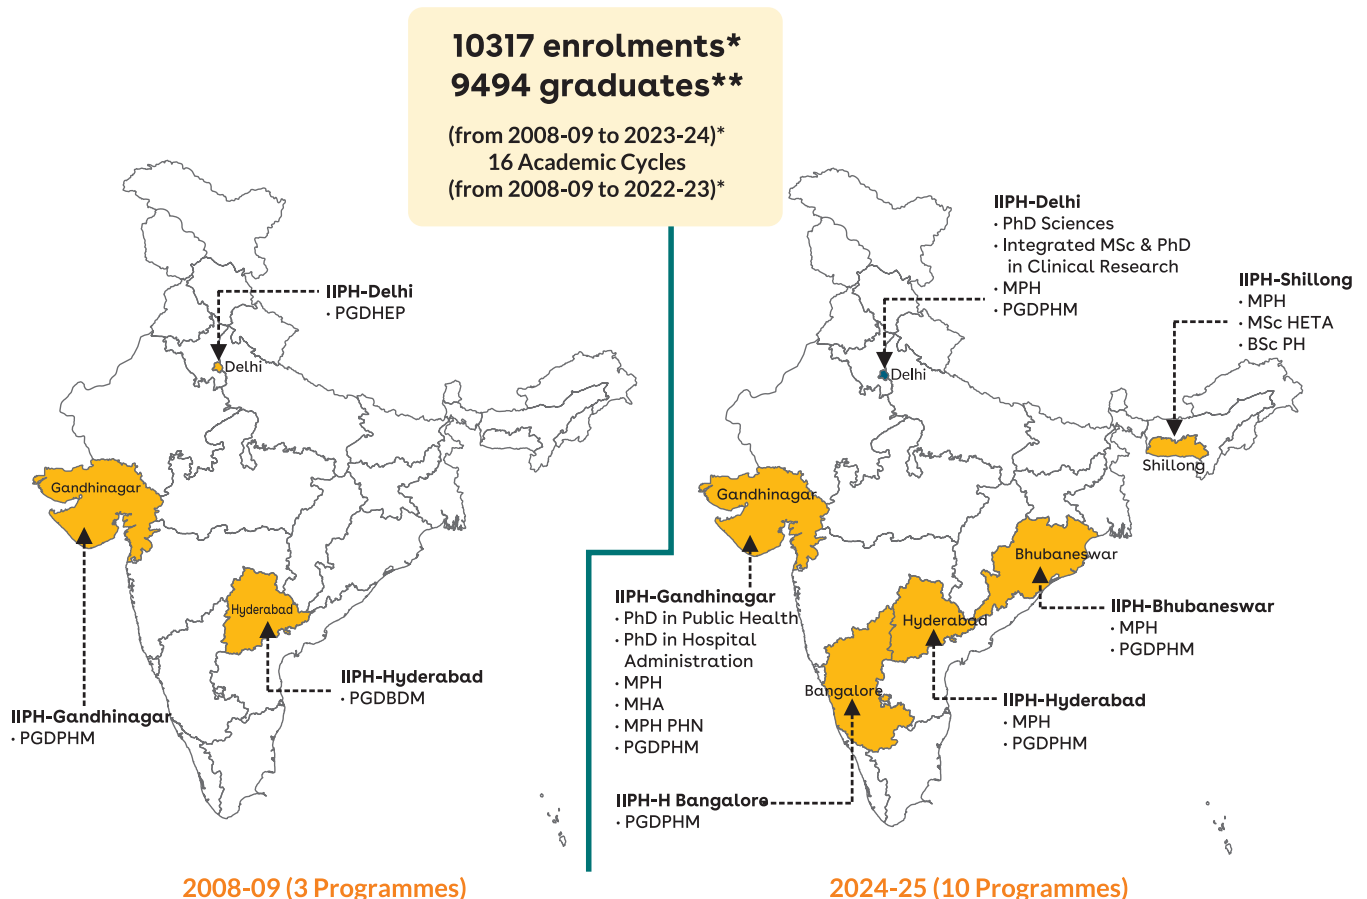 10317 enrolments*
9494 graduates**
(from 2008-09 to 2023-24)*
16 Academic Cycles
(from 2008-09 to 2022-23)*
IIPH-Delhi
· PGDHEP
Delhi
Gandhinagar
Hyderabad
IIPH-Hyderabad
· PGDBDM
IIPH-Gandhinagar
· PGDPHM
2008-09 (3 Programmes)
IIPH-Delhi
· PhD Sciences
· Integrated MSc & PhD
in Clinical Research
· MPH
· PGDPHM
IIPH-Shillong
· MPH
· MSc HETA
· BSc PH
Delhi
Shillong
Gandhinagar
Bhubaneswar
Hyderabad
Bangalore
IIPH-Gandhinagar
· PhD in Public Health
· PhD in Hospital
Administration
· MPH
· MHA
· MPH PHN
· PGDPHM
IIPH-Bhubaneswar
· MPH
· PGDPHM
IIPH-Hyderabad
· MPH
· PGDPHM
IIPH-H Bangalore
· PGDPHM
2024-25 (10 Programmes)